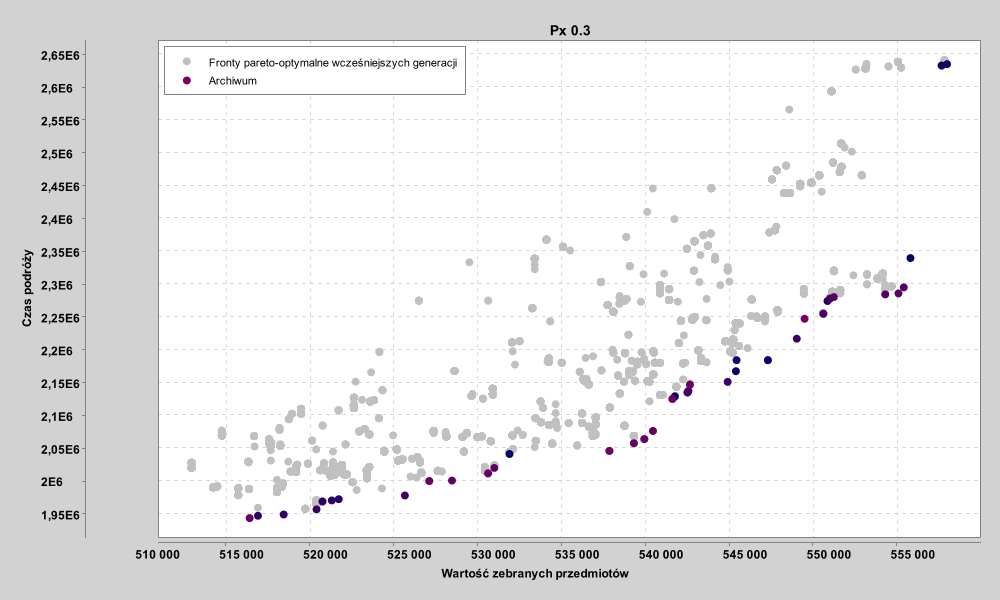 Px 0.3
Fronty pareto-optymalne wcześniejszych generacji
Archiwum
Czas podróży
2,65E6
2,6E6
2,55E6
2,5E6
2,45E6
2,4E6
2,35E6
2,3E6
2,25E6
2,2E6
2,15E6
2,1E6
2,05E6
2E6
1,95E6
510 000 515 000 520 000 525 000 530 000 535 000 540 000 545 000 550 000 555 000
Wartość zebranych przedmiotów